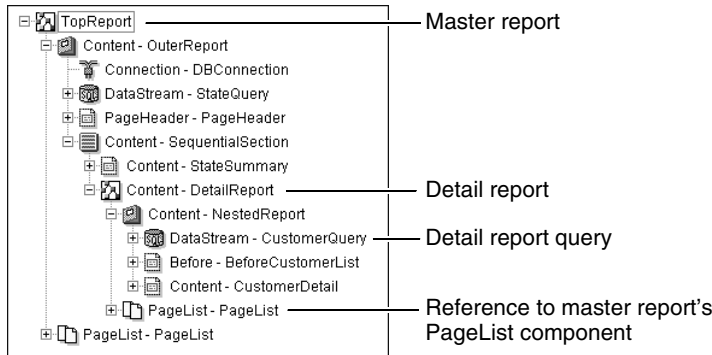 TopReport
Master report
Content - OuterReport
Connection - DBConnection
DataStream - StateQuery
PageHeader - PageHeader
Content - SequentialSection
Content - StateSummary
Content - DetailReport
Detail report
Content - NestedReport
DataStream - CustomerQuery
Detail report query
Before - BeforeCustomerList
Content - CustomerDetail
PageList - PageList
Reference to master report's
PageList component
PageList - PageList